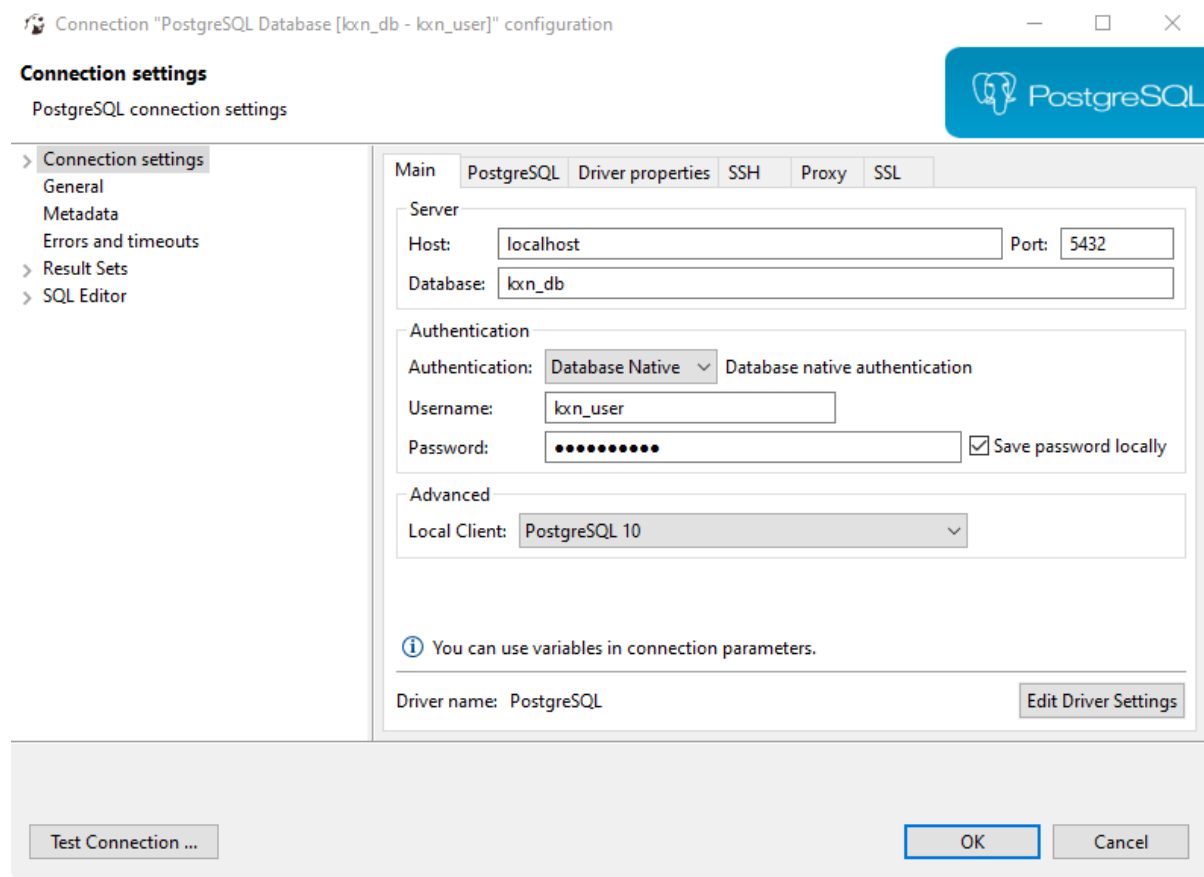 Connection "PostgreSQL Database [kxn_db - kxn_user]" configuration
Connection settings
PostgreSQL connection settings
PostgreSQL
Connection settings
General
Metadata
Errors and timeouts
Result Sets
SQL Editor
Main PostgreSQL Driver properties SSH Proxy SSL
Server
Host: localhost Port: 5432
Database: kxn_db
Authentication
Authentication: Database Native Database native authentication
Username: kxn_user
Password: ●●●●●●●●●● Save password locally
Advanced
Local Client: PostgreSQL 10
You can use variables in connection parameters.
Driver name: PostgreSQL Edit Driver Settings
Test Connection ... OK Cancel